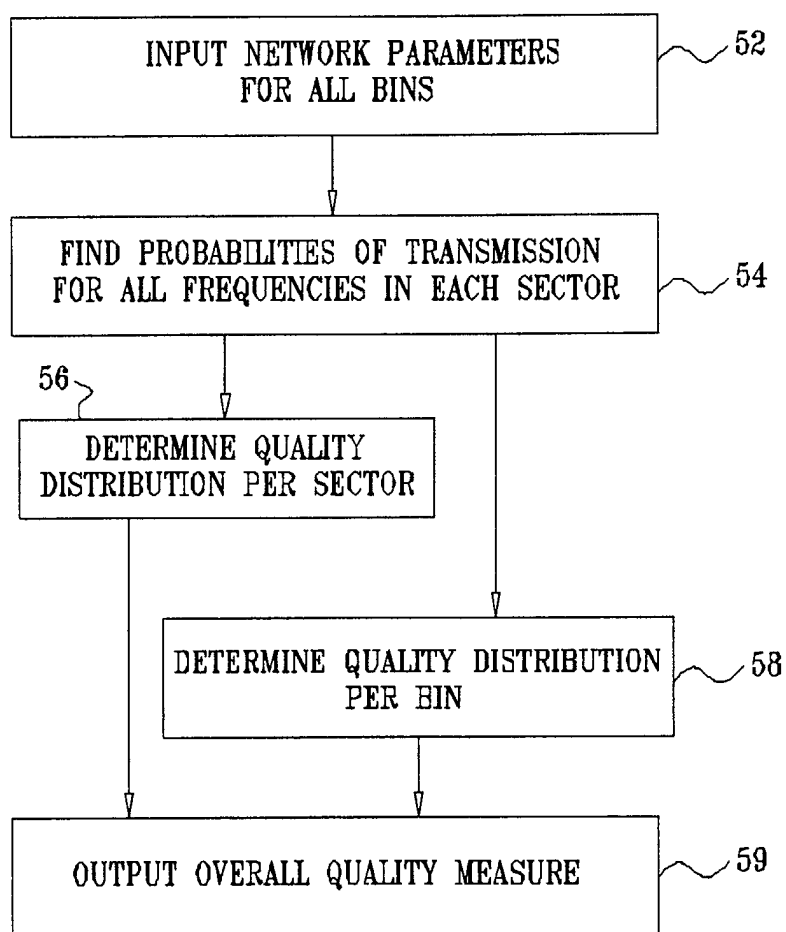 INPUT NETWORK PARAMETERS
FOR ALL BINS
52
FIND PROBABILITIES OF TRANSMISSION
FOR ALL FREQUENCIES IN EACH SECTOR
54
56
DETERMINE QUALITY
DISTRIBUTION PER SECTOR
DETERMINE QUALITY DISTRIBUTION
PER BIN
58
OUTPUT OVERALL QUALITY MEASURE
59